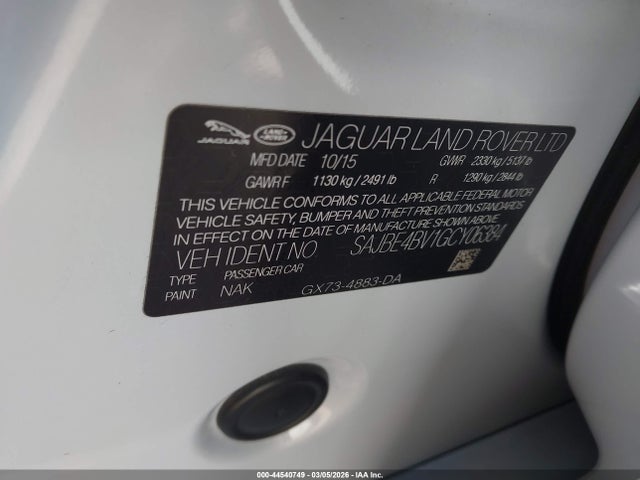 JAGUAR LAND-ROVER JAGUAR LAND ROVER LTD
MFD DATE 10/15 GVWR 2330 kg / 5137 lb
GAWR F 1130 kg / 2491 lb R 1290 kg / 2844 lb
THIS VEHICLE CONFORMS TO ALL APPLICABLE FEDERAL MOTOR
VEHICLE SAFETY, BUMPER AND THEFT PREVENTION STANDARDS
IN EFFECT ON THE DATE OF MANUFACTURE SHOWN ABOVE.
VEH IDENT NO SAJBE4BV1GCY06384
TYPE PASSENGER CAR
PAINT NAK GX73-4883-DA
000-44540749 | 03/05/2026 - IAA Inc.